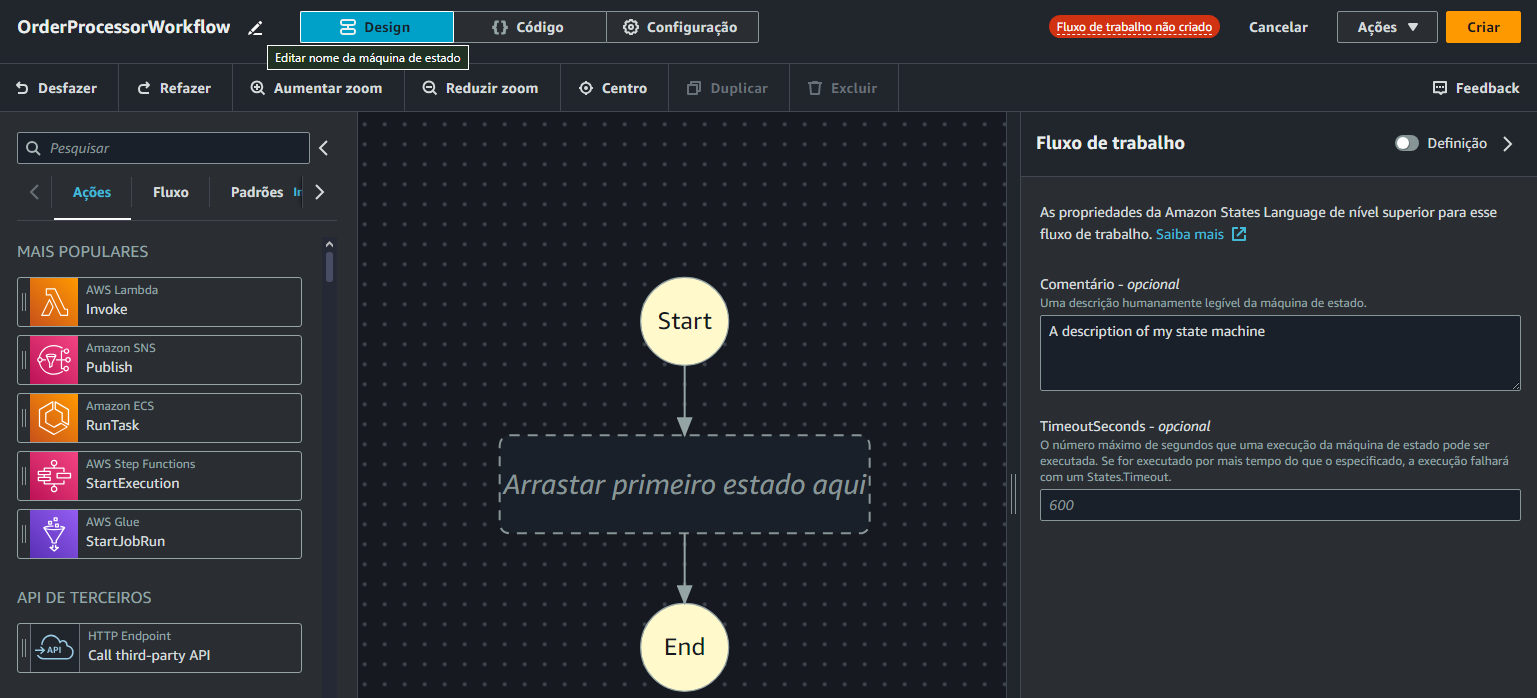 OrderProcessorWorkflow
Design
Código
Configuração
Fluxo de trabalho não criado
Cancelar
Ações
Criar
Editar nome da máquina de estado
Desfazer
Refazer
Aumentar zoom
Reduzir zoom
Centro
Duplicar
Excluir
Feedback
Pesquisar
Ações
Fluxo
Padrões
In
MAIS POPULARES
AWS Lambda
Invoke
Amazon SNS
Publish
Amazon ECS
RunTask
AWS Step Functions
StartExecution
AWS Glue
StartJobRun
API DE TERCEIROS
API
HTTP Endpoint
Call third-party API
Start
Arrastar primeiro estado aqui
End
Fluxo de trabalho
Definição
As propriedades da Amazon States Language de nível superior para esse
fluxo de trabalho. Saiba mais
Comentário - opcional
Uma descrição humanamente legível da máquina de estado.
A description of my state machine
TimeoutSeconds - opcional
O número máximo de segundos que uma execução da máquina de estado pode ser
executada. Se for executado por mais tempo do que o especificado, a execução falhará
com um States.Timeout.
600